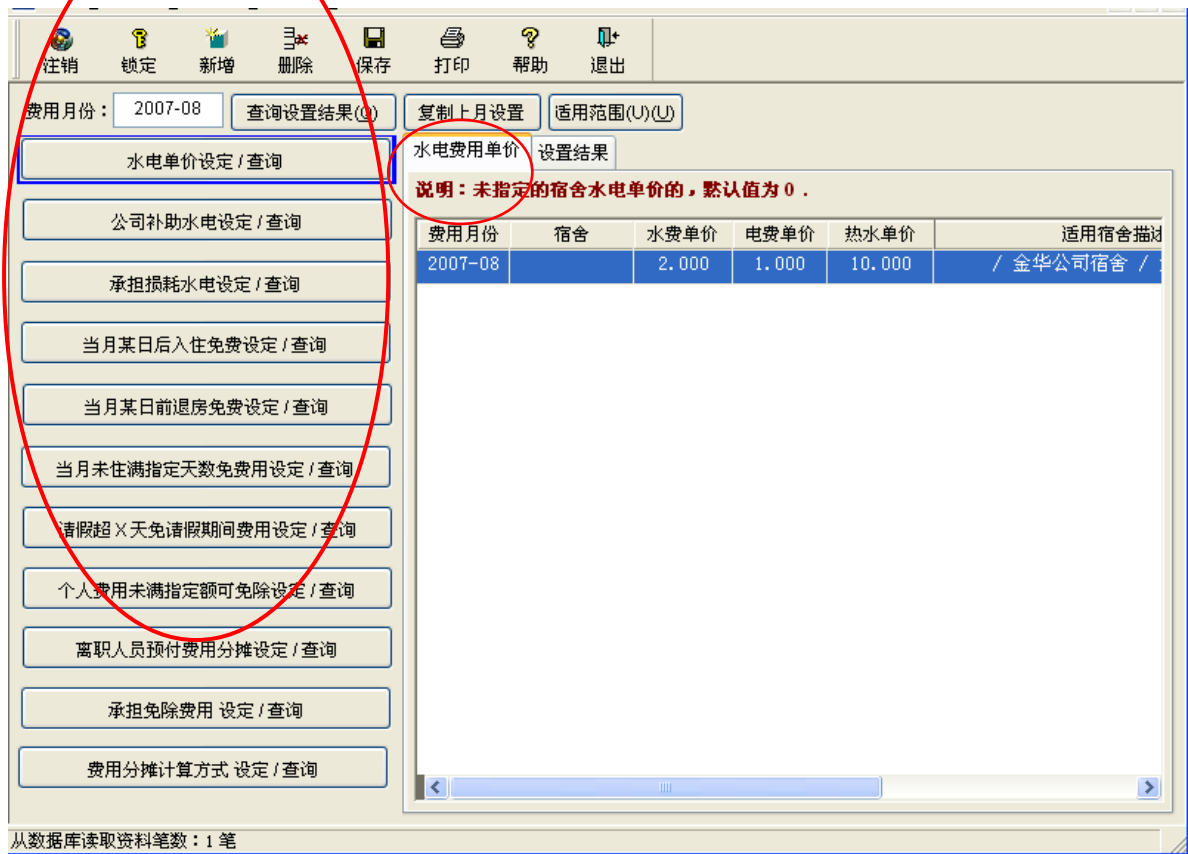 注销 锁定 新增 删除 保存 打印 帮助 退出
费用月份： 2007-08 查询设置结果(Q) 复制上月设置 适用范围(U)(U)
水电单价设定 / 查询
公司补助水电设定 / 查询
承担损耗水电设定 / 查询
当月某日后入住免费设定 / 查询
当月某日前退房免费设定 / 查询
当月未住满指定天数免费用设定 / 查询
请假超X天免请假期间费用设定 / 查询
个人费用未满指定额可免除设定 / 查询
离职人员预付费用分摊设定 / 查询
承担免除费用 设定 / 查询
费用分摊计算方式 设定 / 查询
水电费用单价 设置结果
说明：未指定的宿舍水电单价的，默认值为 0 .
费用月份 宿舍 水费单价 电费单价 热水单价 适用宿舍描述
2007-08 2.000 1.000 10.000 / 金华公司宿舍 /
从数据库读取资料笔数：1 笔